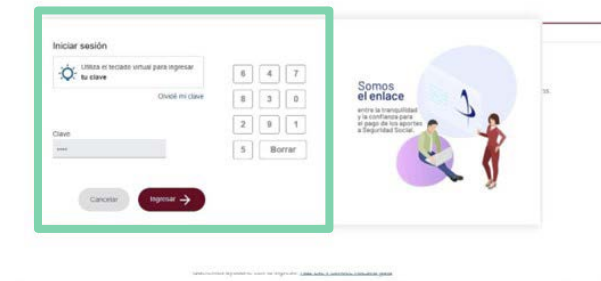 Iniciar sesión
Utiliza el teclado virtual para ingresar
tu clave
Olvidé mi clave
6 4 7
8 3 0
2 9 1
5 Borrar
Clave
••••
Cancelar
Ingresar →
Somos
el enlace
entre la tranquilidad
y la confianza para
el pago de los aportes
a Seguridad Social.